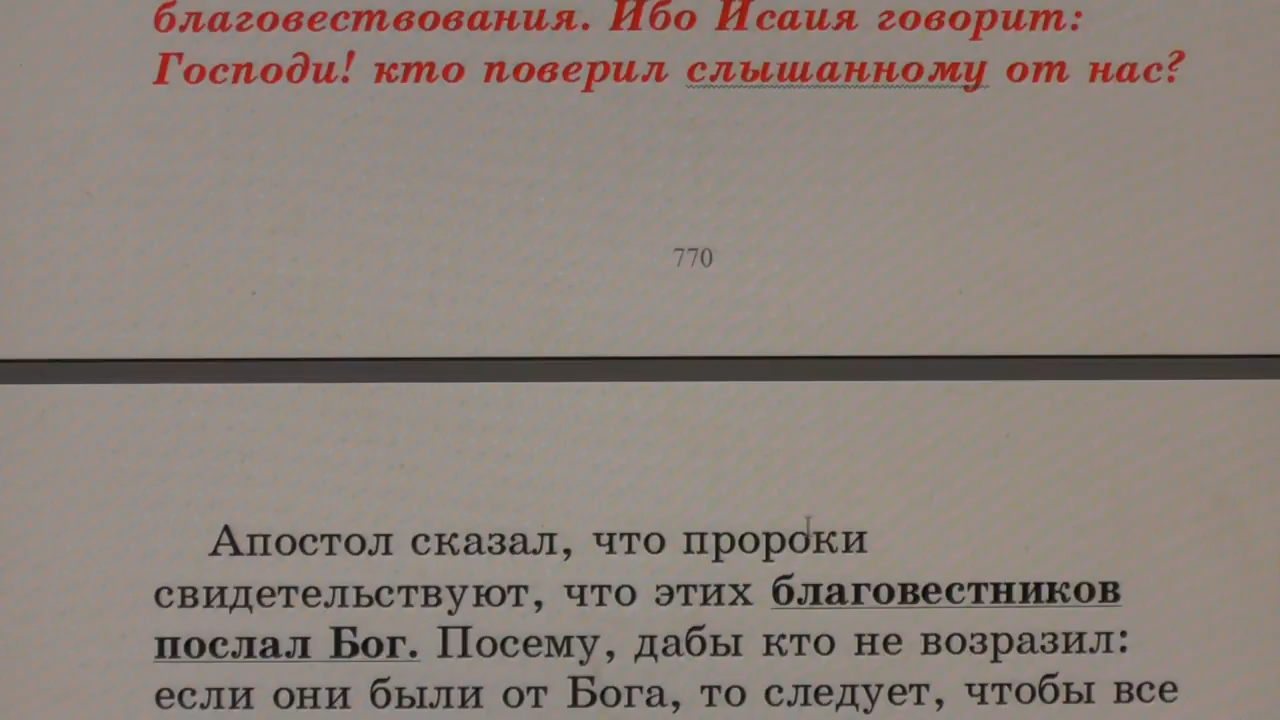 благовествования. Ибо Исаия говорит:
Господи! кто поверил слышанному от нас?
770
Апостол сказал, что пророки
свидетельствуют, что этих благовестников
послал Бог. Посему, дабы кто не возразил:
если они были от Бога, то следует, чтобы все